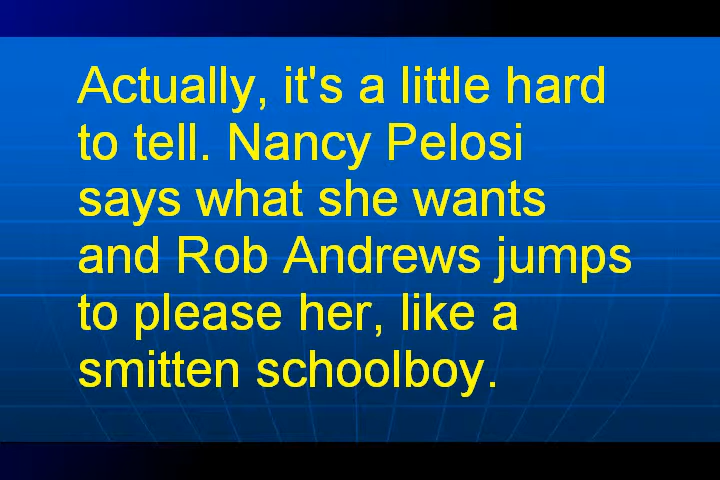 Actually, it's a little hard
to tell. Nancy Pelosi
says what she wants
and Rob Andrews jumps
to please her, like a
smitten schoolboy.